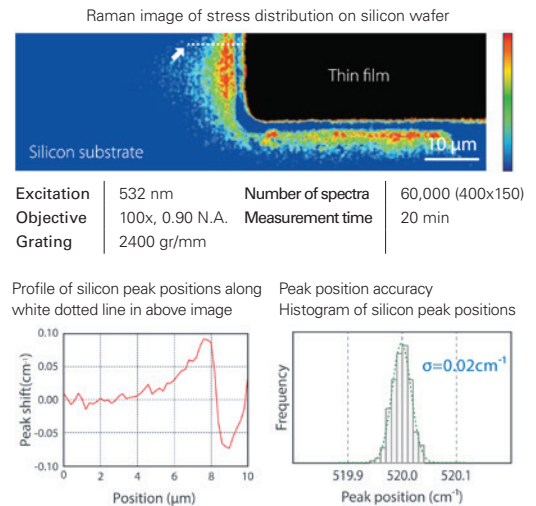 Raman image of stress distribution on silicon wafer
Thin film
Silicon substrate
10 µm
Excitation 532 nm Number of spectra 60,000 (400x150)
Objective 100x, 0.90 N.A. Measurement time 20 min
Grating 2400 gr/mm
Profile of silicon peak positions along
white dotted line in above image
Peak position accuracy
Histogram of silicon peak positions
Peak shift(cm⁻¹)
0.10
0.05
0.00
-0.05
-0.10
0 2 4 6 8 10
Position (µm)
Frequency
σ=0.02cm⁻¹
519.9 520.0 520.1
Peak position (cm⁻¹)